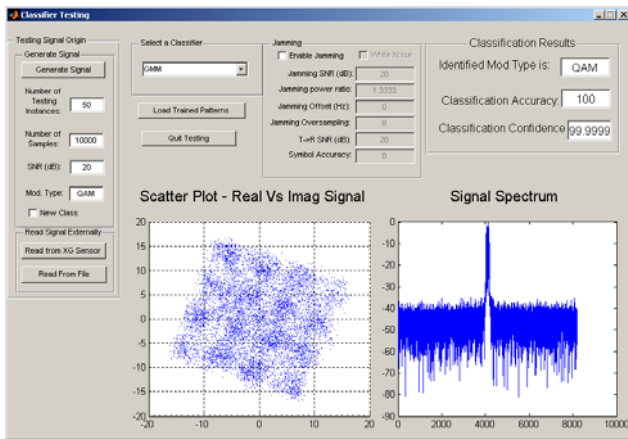 Classifier Testing
Testing Signal Origin
Generate Signal
Generate Signal
Number of
Testing
Instances:
50
Number of
Samples:
10000
SNR (dB):
20
Mod. Type:
QAM
New Class
Read Signal Externally
Read from XG Sensor
Read From File
Select a Classifier
GMM
Load Trained Patterns
Quit Testing
Jamming
Enable Jamming
White Noise
Jamming SNR (dB):
20
Jamming power ratio:
1.3333
Jamming Offset (Hz):
0
Jamming Oversampling:
8
T->R SNR (dB):
20
Symbol Accuracy:
0
Classification Results
Identified Mod Type is:
QAM
Classification Accuracy:
100
Classification Confidence
99.9999
Scatter Plot - Real Vs Imag Signal
20
15
10
5
0
-5
-10
-15
-20
-20
-10
0
10
20
Signal Spectrum
0
-10
-20
-30
-40
-50
-60
-70
-80
-90
0
2000
4000
6000
8000
10000